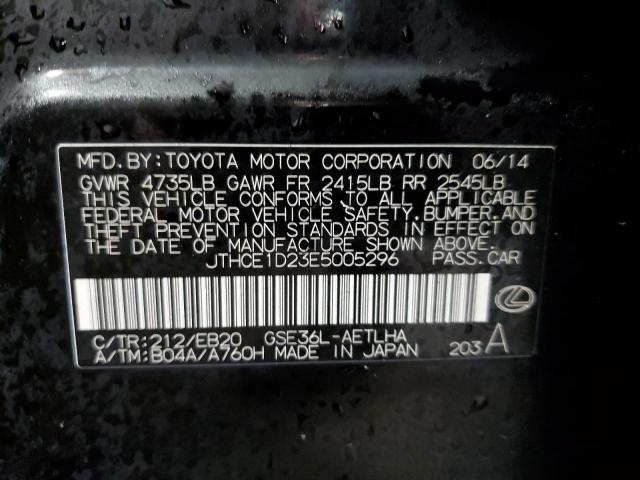 MFD.BY:TOYOTA MOTOR CORPORATION 06/14
GVWR 4735LB GAWR FR 2415LB RR 2545LB
THIS VEHICLE CONFORMS TO ALL APPLICABLE
FEDERAL MOTOR VEHICLE SAFETY,BUMPER,AND
THEFT PREVENTION STANDARDS IN EFFECT ON
THE DATE OF MANUFACTURE SHOWN ABOVE.
JTHCE1D23E5005296 PASS.CAR
C/TR:212/EB20 GSE36L-AETLHA
A/TM:B04A/A760H MADE IN JAPAN 203 A